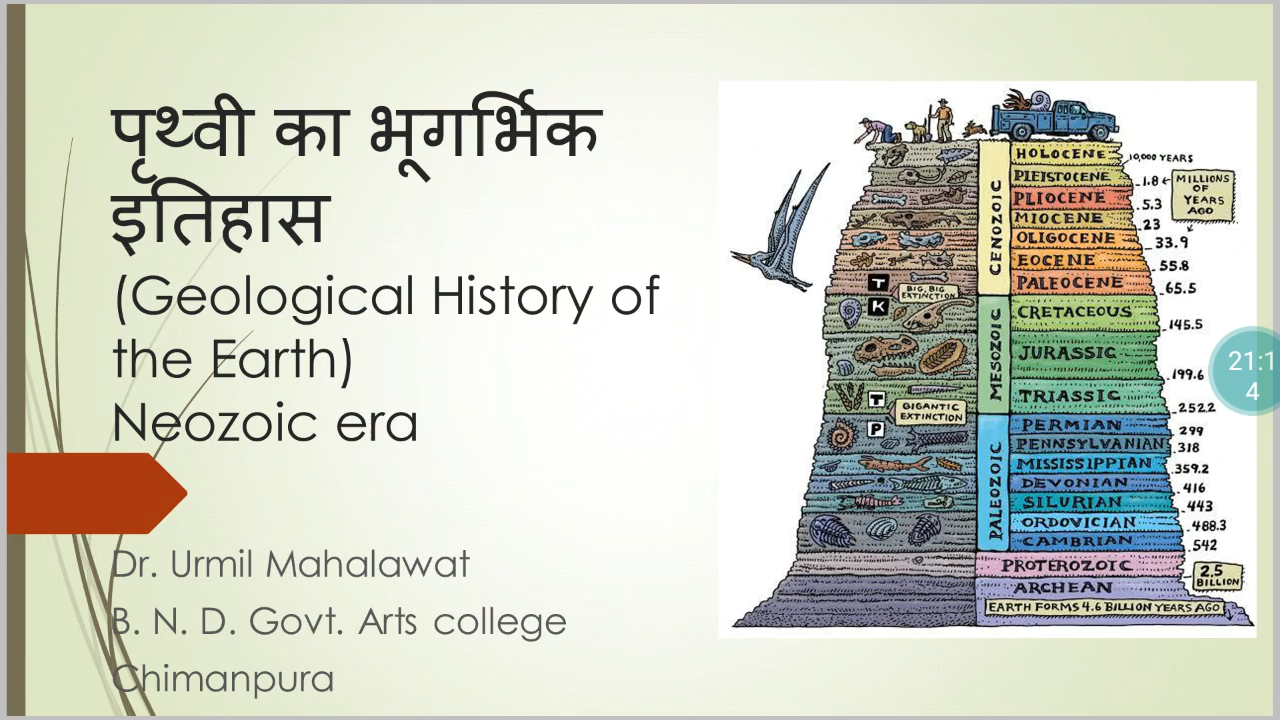 पृथ्वी का भूगर्भिक
इतिहास
(Geological History of
the Earth)
Neozoic era
Dr. Urmil Mahalawat
B. N. D. Govt. Arts college
Chimanpura
CENOZOIC
HOLOCENE
10,000 YEARS
PLEISTOCENE
1.8
MILLIONS
OF
YEARS
AGO
PLIOCENE
5.3
MIOCENE
23
OLIGOCENE
33.9
EOCENE
55.8
PALEOCENE
65.5
T
BIG, BIG
EXTINCTION
K
MESOZOIC
CRETACEOUS
145.5
JURASSIC
199.6
TRIASSIC
252.2
T
GIGANTIC
EXTINCTION
P
PALEOZOIC
PERMIAN
299
PENNSYLVANIAN
318
MISSISSIPPIAN
359.2
DEVONIAN
416
SILURIAN
443
ORDOVICIAN
488.3
CAMBRIAN
542
PROTEROZOIC
2.5
BILLION
ARCHEAN
EARTH FORMS 4.6 BILLION YEARS AGO
21:1
4